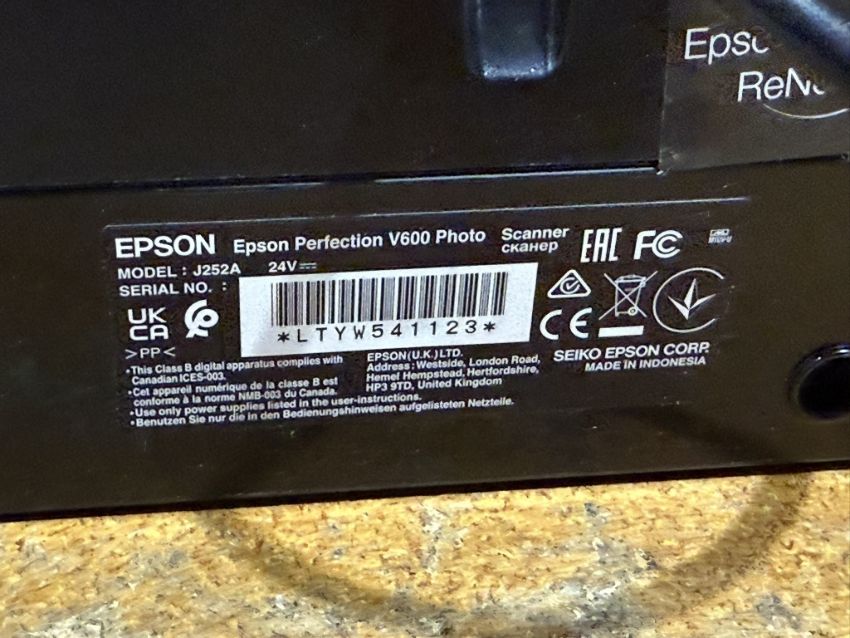 Eps
ReN
EPSON Epson Perfection V600 Photo Scanner
сканер
EAC FC
MODEL : J252A 24V
SERIAL NO. :
*LTYW541123*
UK
CA
CE
>PP<
EPSON(U.K.)LTD.
Address : Westside, London Road,
Hemel Hempstead, Hertfordshire,
HP3 9TD, United Kingdom
SEIKO EPSON CORP.
MADE IN INDONESIA
•This Class B digital apparatus complies with
Canadian ICES-003.
•Cet appareil numérique de la classe B est
conforme à la norme NMB-003 du Canada.
•Use only power supplies listed in the user-instructions.
•Benutzen Sie nur die in den Bedienungshinweisen aufgelisteten Netzteile.